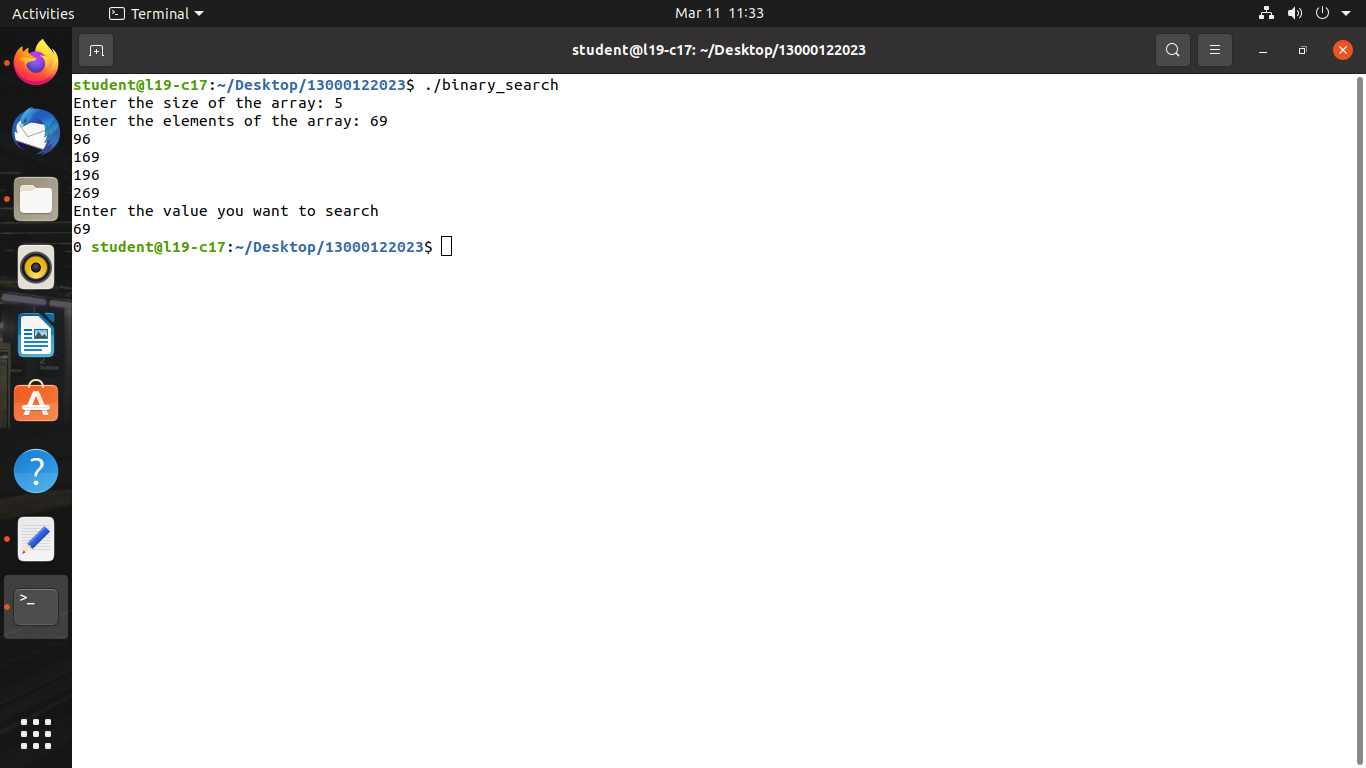 Activities
Terminal
Mar 11 11:33
student@l19-c17: ~/Desktop/13000122023
student@l19-c17:~/Desktop/13000122023$ ./binary_search
Enter the size of the array: 5
Enter the elements of the array: 69
96
169
196
269
Enter the value you want to search
69
0 student@l19-c17:~/Desktop/13000122023$